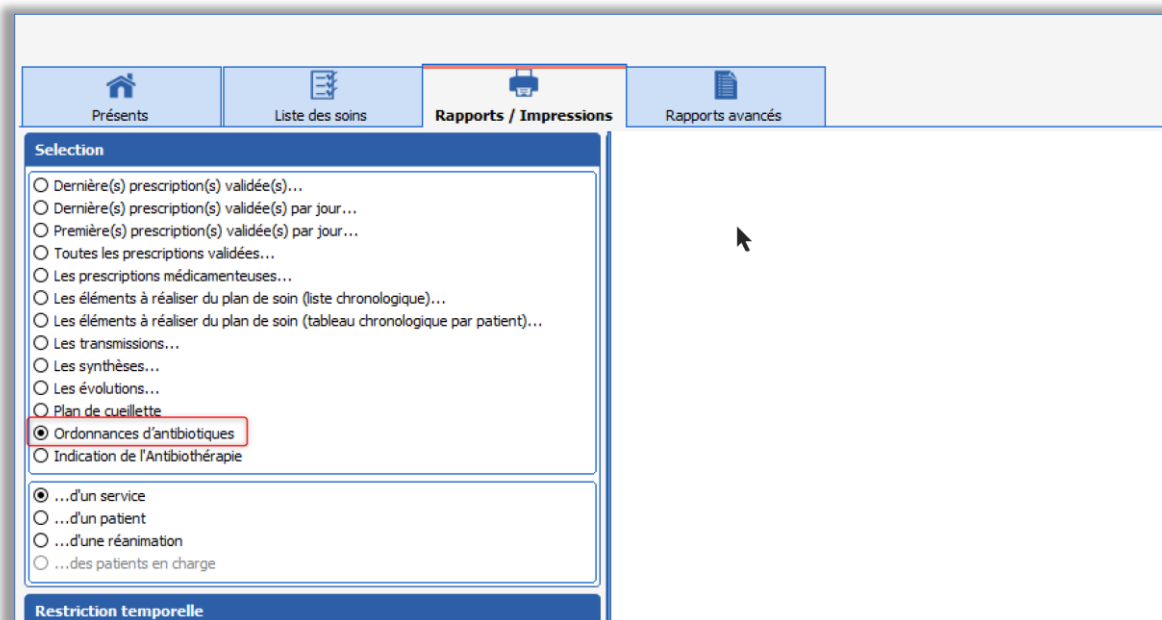 Présents
Liste des soins
Rapports / Impressions
Rapports avancés
Selection
Dernière(s) prescription(s) validée(s)...
Dernière(s) prescription(s) validée(s) par jour...
Première(s) prescription(s) validée(s) par jour...
Toutes les prescriptions validées...
Les prescriptions médicamenteuses...
Les éléments à réaliser du plan de soin (liste chronologique)...
Les éléments à réaliser du plan de soin (tableau chronologique par patient)...
Les transmissions...
Les synthèses...
Les évolutions...
Plan de cueillette
Ordonnances d'antibiotiques
Indication de l'Antibiothérapie
...d'un service
...d'un patient
...d'une réanimation
...des patients en charge
Restriction temporelle